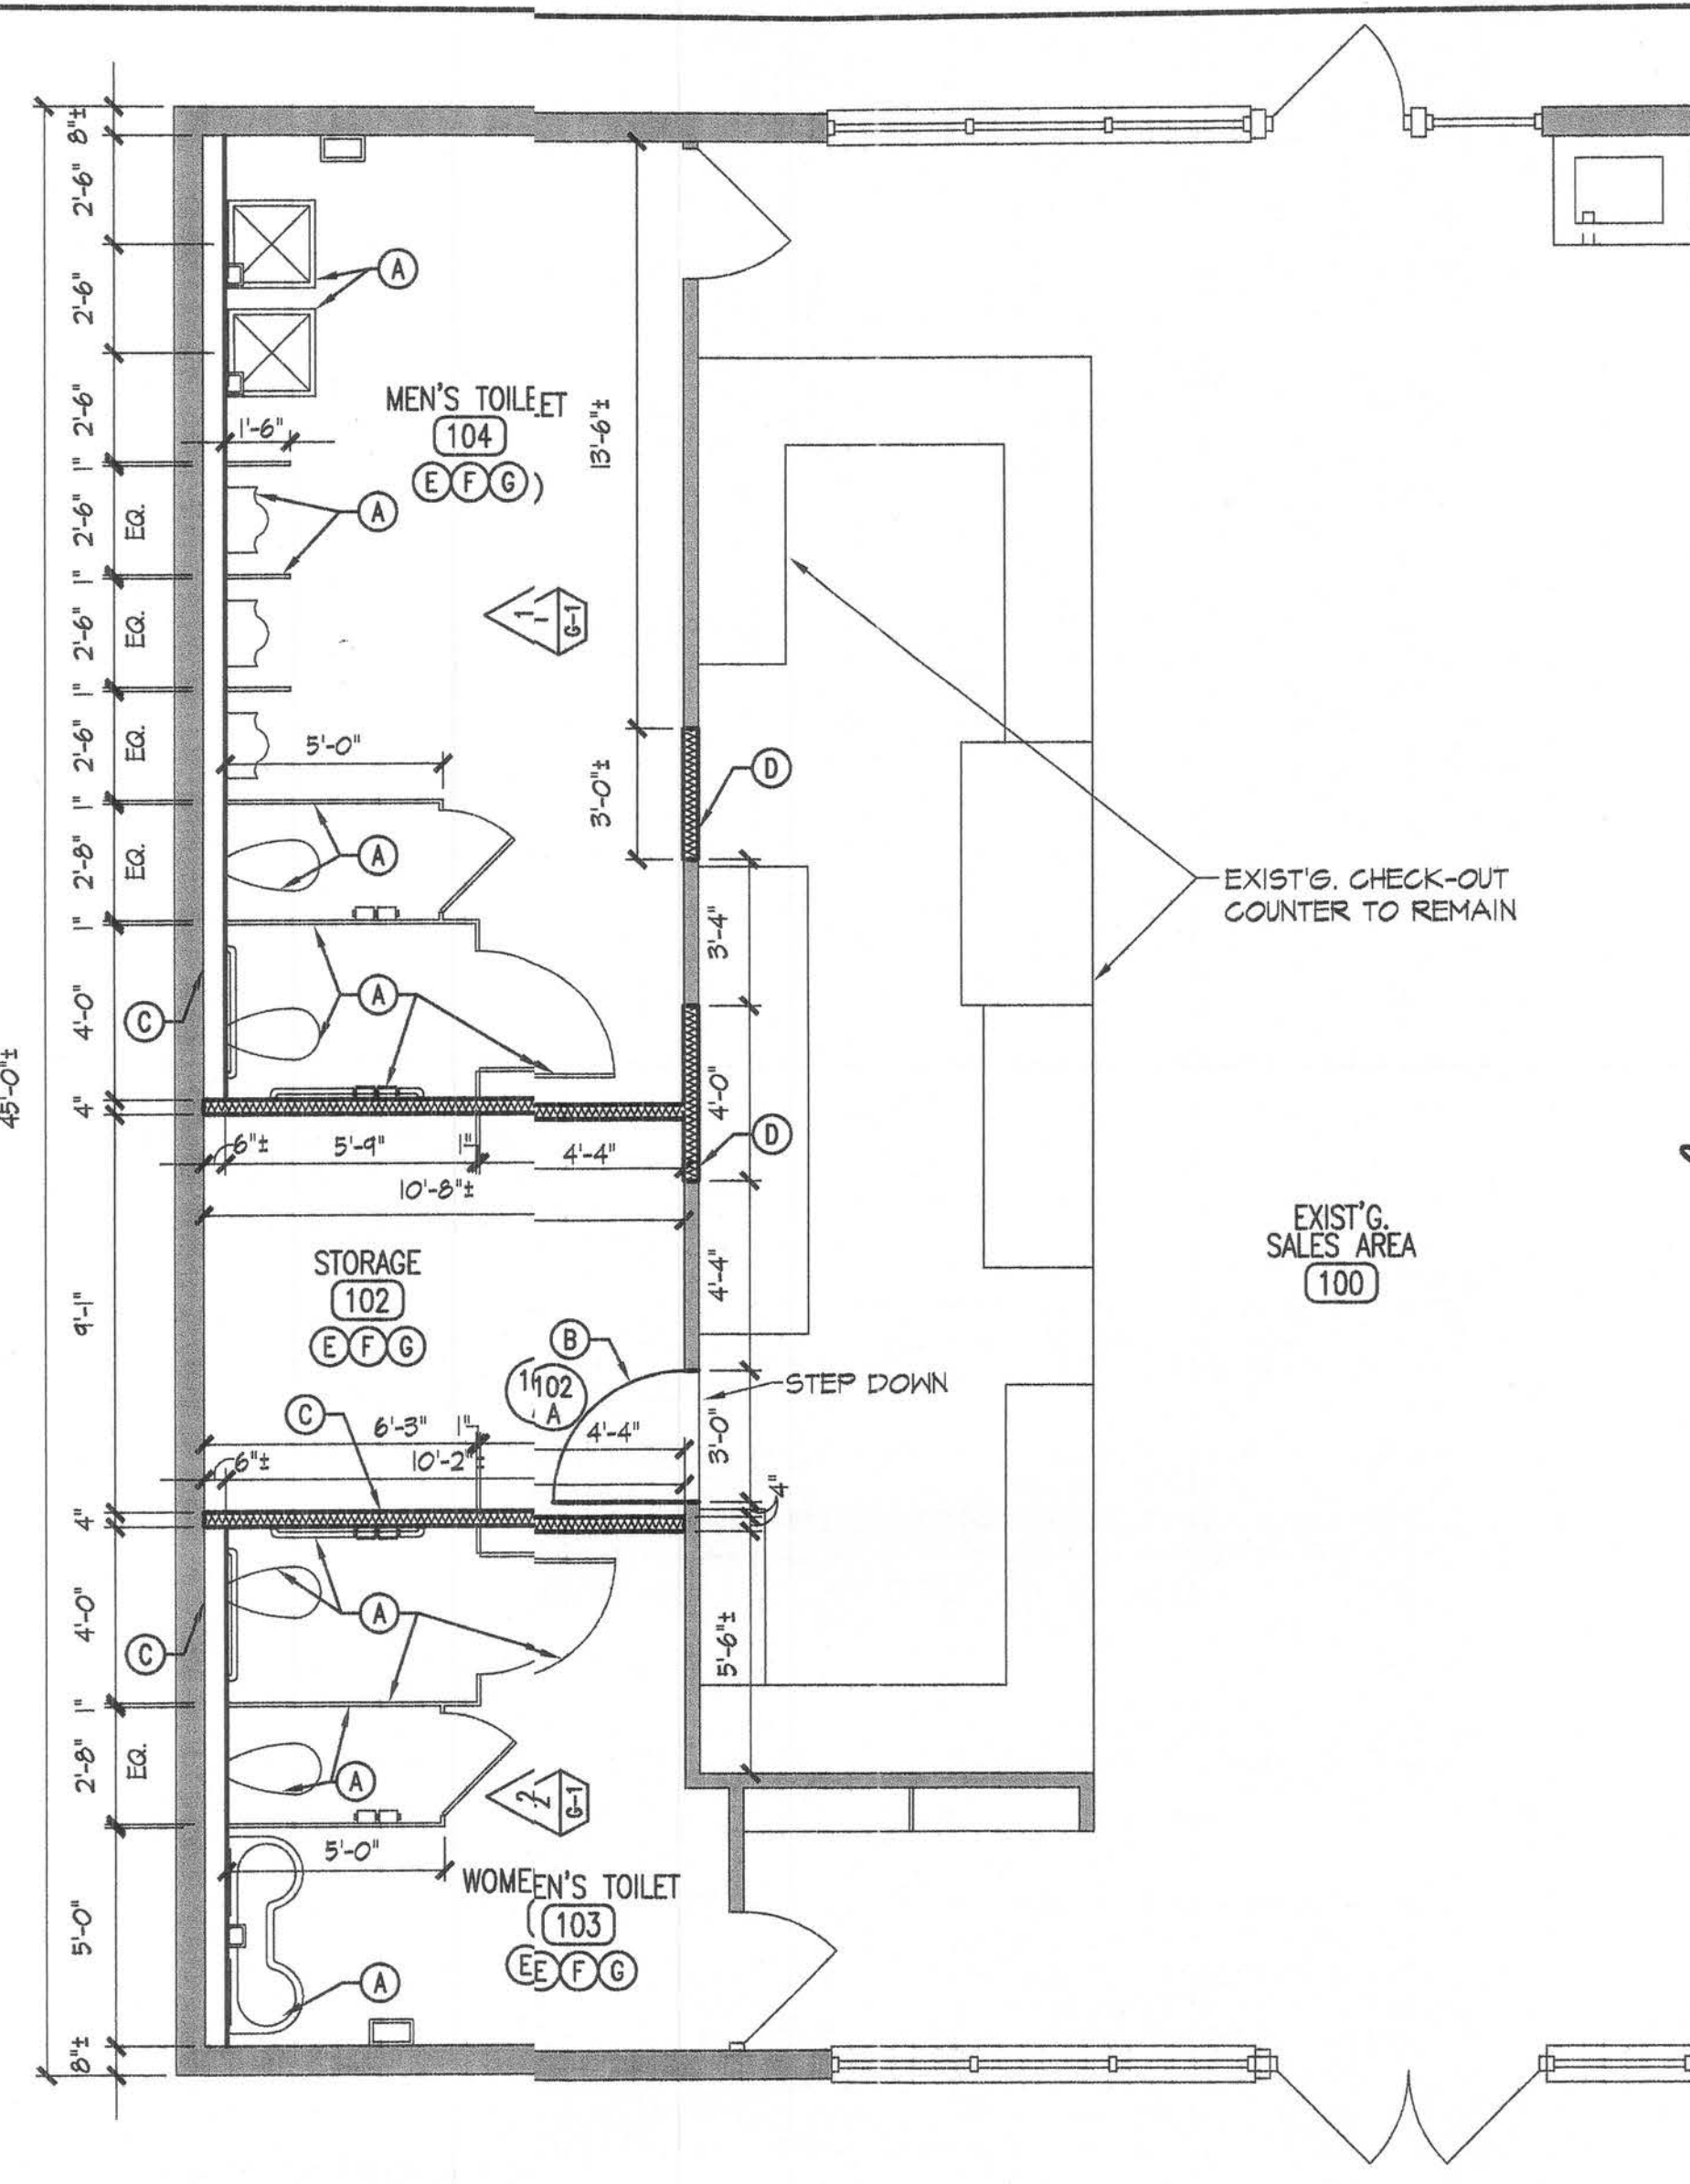 45'-0"±
8"±
2'-6"
2'-6"
2'-6"
1"
2'-6"
EQ.
1"
2'-6"
EQ.
1"
2'-6"
EQ.
1"
2'-8"
EQ.
1"
4'-0"
4"
9'-1"
4"
4'-0"
1"
2'-8"
EQ.
5'-0"
8"±
A
MEN'S TOILEET
104
E F G )
1'-6"
A
1
1
G-1
13'-6"±
5'-0"
3'-0"±
D
A
A
C
3'-4"
4'-0"
D
EXIST'G. CHECK-OUT
COUNTER TO REMAIN
6"±
5'-9"
1"
4'-4"
10'-8"±
STORAGE
102
E F G
4'-4"
EXIST'G.
SALES AREA
100
B
1102
A
STEP DOWN
3'-0"
C
6'-3"
1"
4'-4"
6"±
10'-2"±
4"
A
C
5'-6"±
A
2
2
G-1
5'-0"
WOMEEN'S TOILET
103
EE F G
A